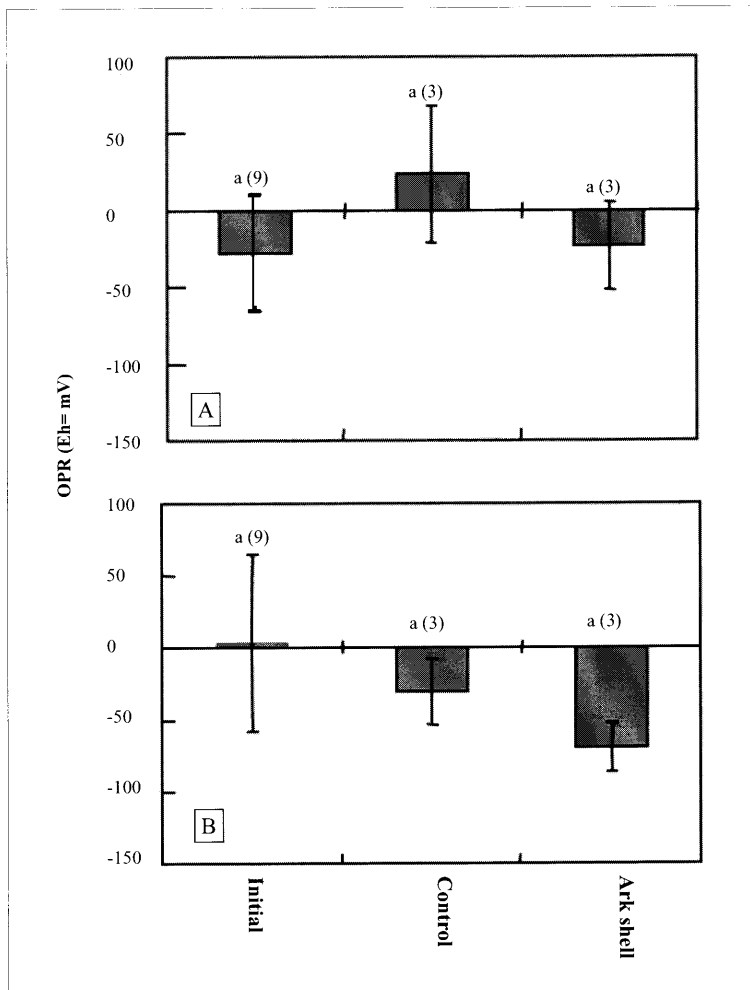 OPR (Eh= mV)
100
50
0
-50
-100
-150
a (9)
a (3)
a (3)
A
100
50
0
-50
-100
-150
a (9)
a (3)
a (3)
B
Initial
Control
Ark shell